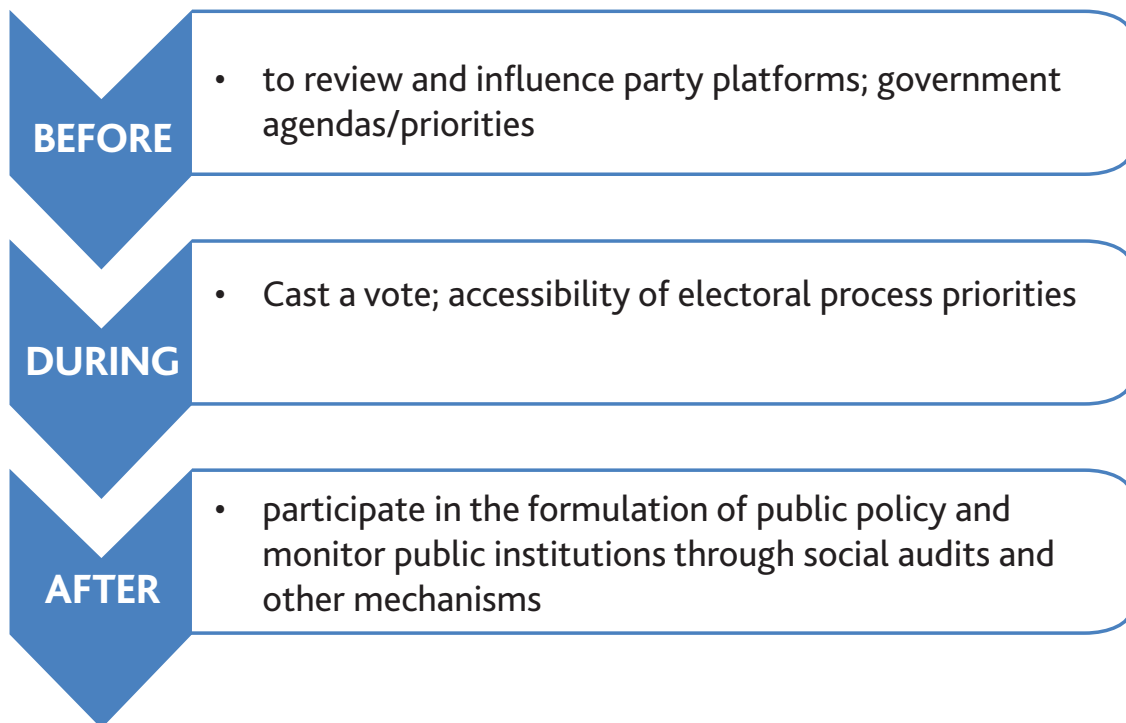 BEFORE
• to review and influence party platforms; government
agendas/priorities
DURING
• Cast a vote; accessibility of electoral process priorities
AFTER
• participate in the formulation of public policy and
monitor public institutions through social audits and
other mechanisms